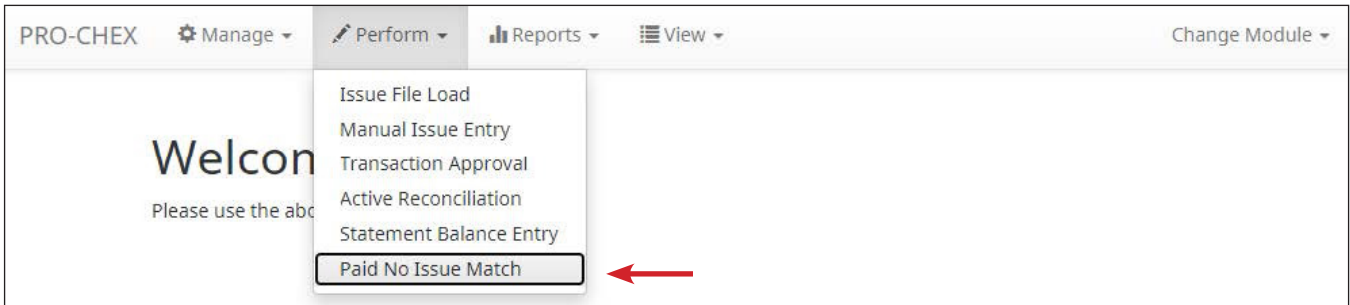 PRO-CHEX Manage Perform Reports View Change Module
Issue File Load
Manual Issue Entry
Transaction Approval
Active Reconciliation
Statement Balance Entry
Paid No Issue Match
Please use the